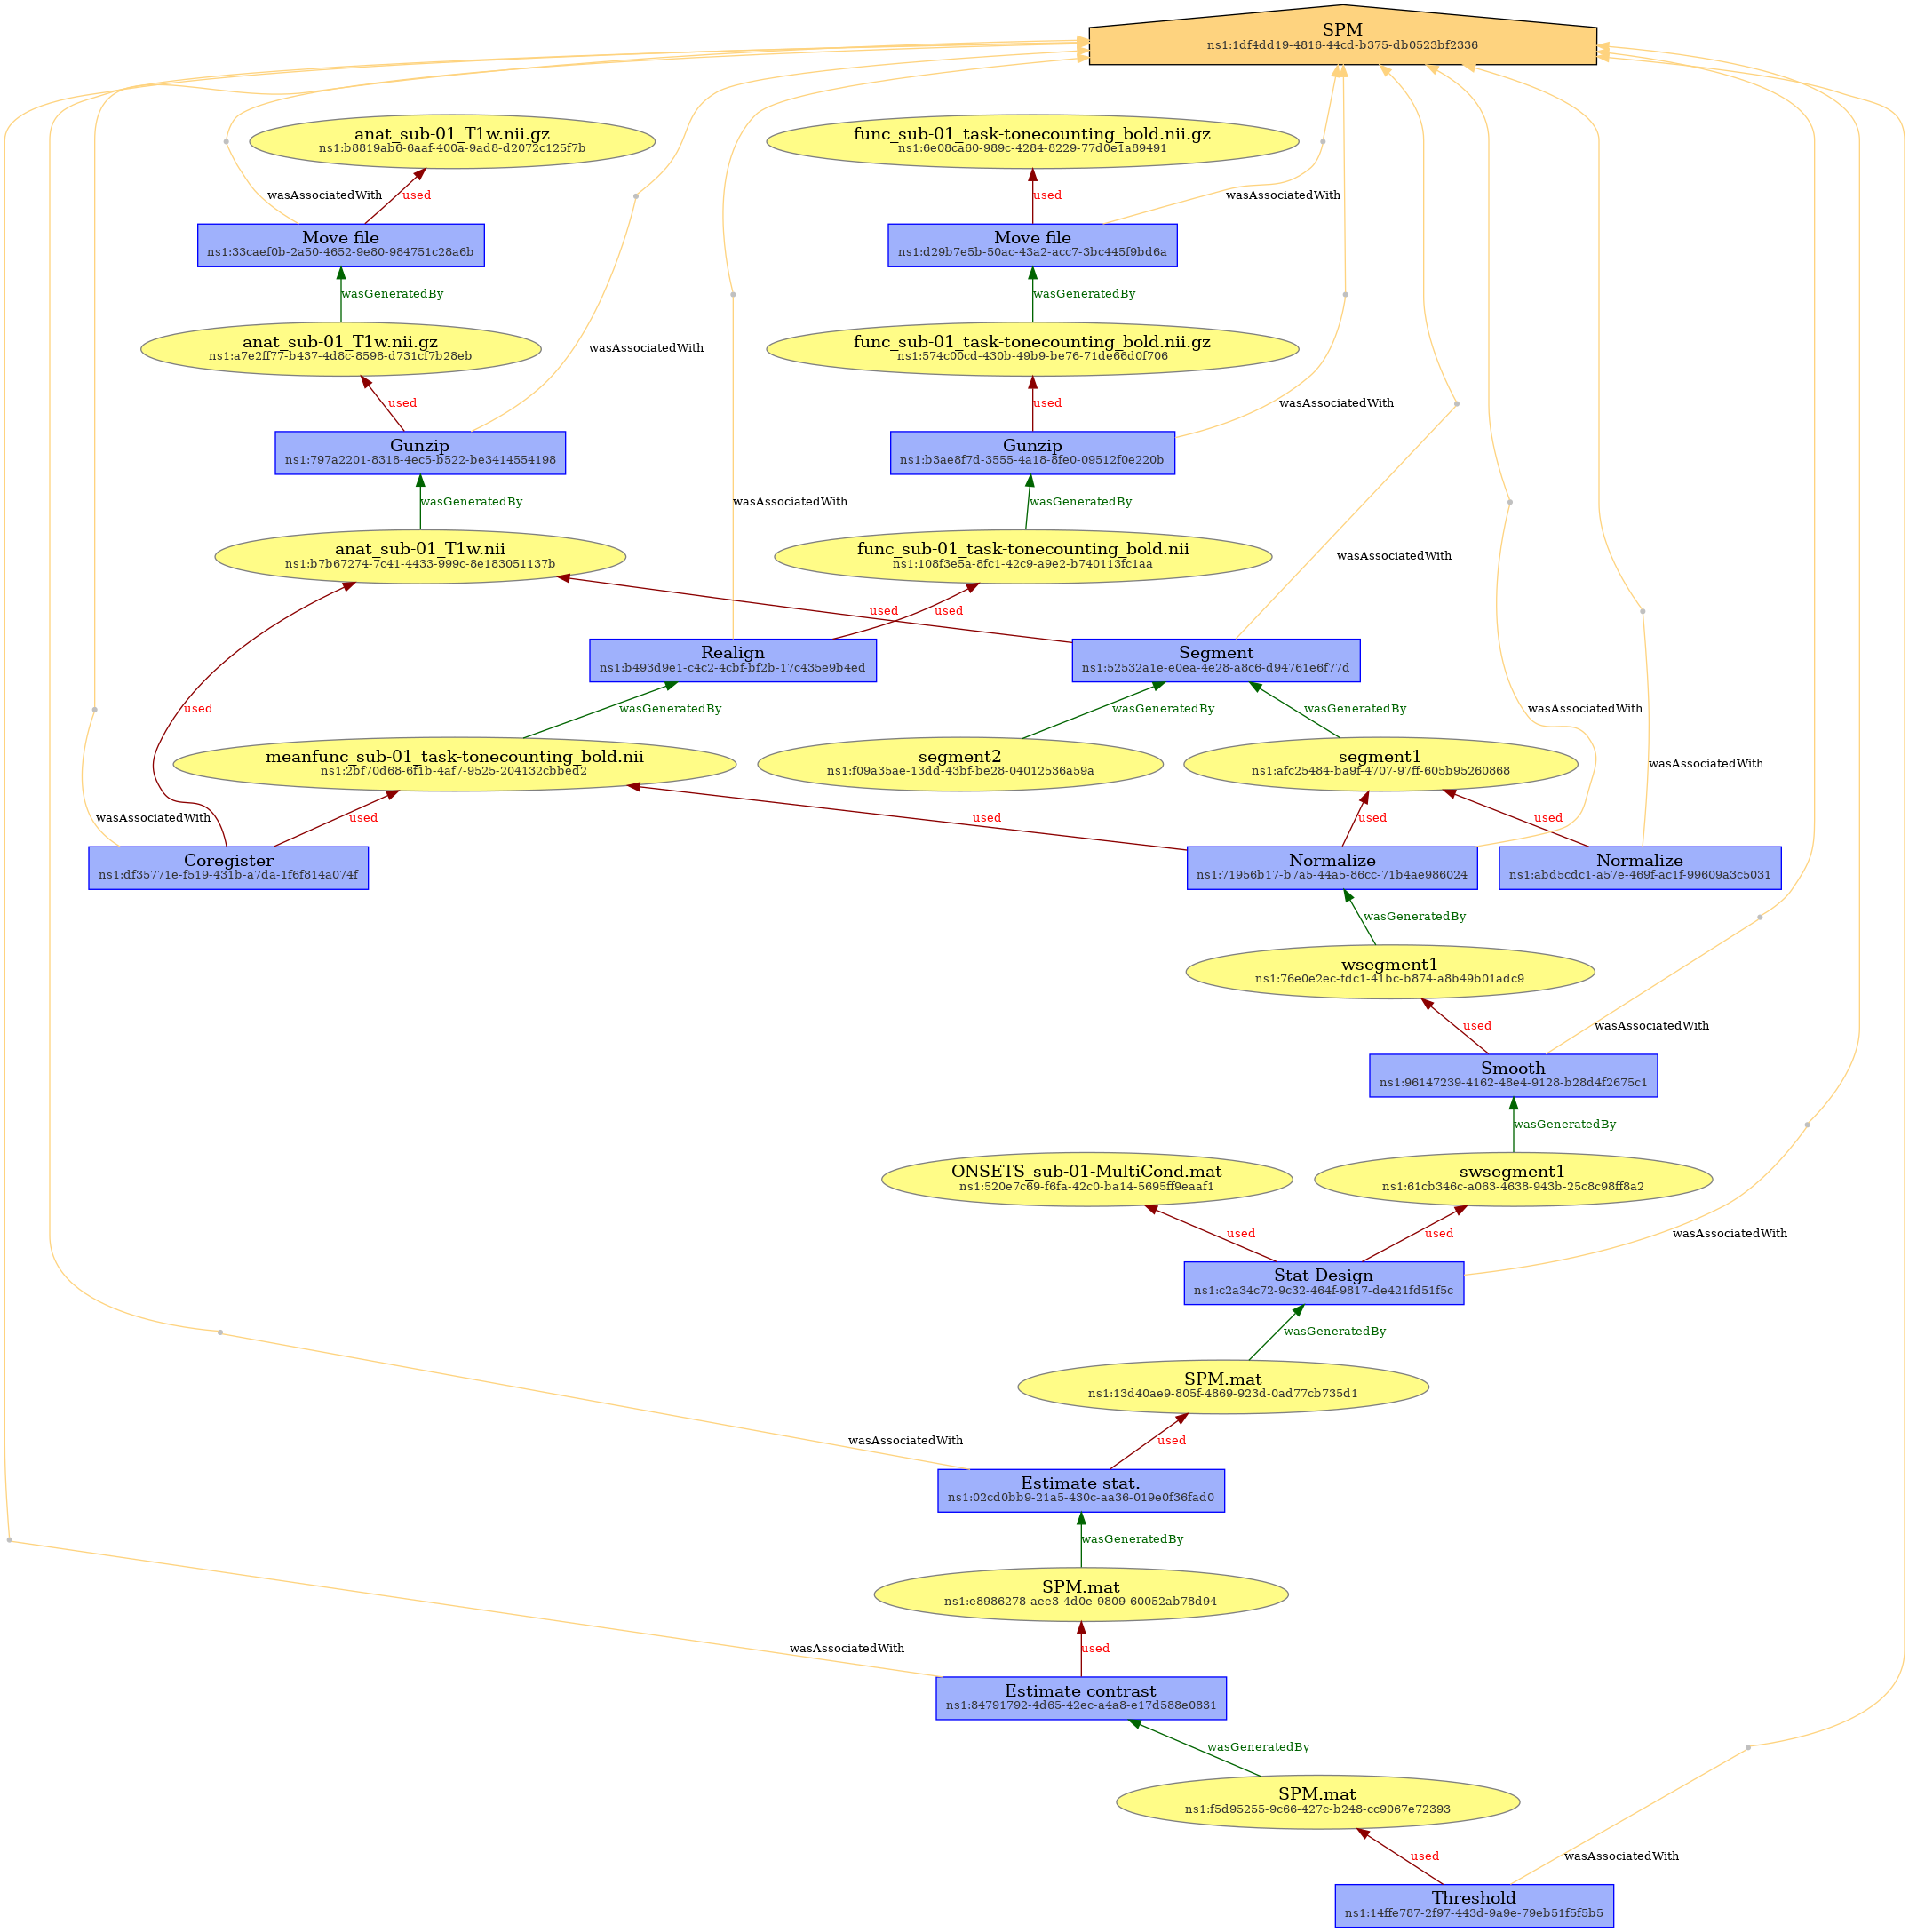 SPM
ns1:1df4dd19-4816-44cd-b375-db0523bf2336
anat_sub-01_T1w.nii.gz
ns1:b8819ab6-6aaf-400a-9ad8-d2072c125f7b
func_sub-01_task-tonecounting_bold.nii.gz
ns1:6e08ca60-989c-4284-8229-77d0e1a89491
wasAssociatedWith
used
used
wasAssociatedWith
Move file
ns1:33caef0b-2a50-4652-9e80-984751c28a6b
Move file
ns1:d29b7e5b-50ac-43a2-acc7-3bc445f9bd6a
wasGeneratedBy
wasGeneratedBy
anat_sub-01_T1w.nii.gz
ns1:a7e2ff77-b437-4d8c-8598-d731cf7b28eb
wasAssociatedWith
func_sub-01_task-tonecounting_bold.nii.gz
ns1:574c00cd-430b-49b9-be76-71de66d0f706
used
used
wasAssociatedWith
Gunzip
ns1:797a2201-8318-4ec5-b522-be3414554198
Gunzip
ns1:b3ae8f7d-3555-4a18-8fe0-09512f0e220b
wasGeneratedBy
wasAssociatedWith
wasGeneratedBy
anat_sub-01_T1w.nii
ns1:b7b67274-7c41-4433-999c-8e183051137b
func_sub-01_task-tonecounting_bold.nii
ns1:108f3e5a-8fc1-42c9-a9e2-b740113fc1aa
wasAssociatedWith
used
used
Realign
ns1:b493d9e1-c4c2-4cbf-bf2b-17c435e9b4ed
Segment
ns1:52532a1e-e0ea-4e28-a8c6-d94761e6f77d
used
wasGeneratedBy
wasGeneratedBy
wasGeneratedBy
wasAssociatedWith
meanfunc_sub-01_task-tonecounting_bold.nii
ns1:2bf70d68-6f1b-4af7-9525-204132cbbed2
segment2
ns1:f09a35ae-13dd-43bf-be28-04012536a59a
segment1
ns1:afc25484-ba9f-4707-97ff-605b95260868
wasAssociatedWith
wasAssociatedWith
used
used
used
used
Coregister
ns1:df35771e-f519-431b-a7da-1f6f814a074f
Normalize
ns1:71956b17-b7a5-44a5-86cc-71b4ae986024
Normalize
ns1:abd5cdc1-a57e-469f-ac1f-99609a3c5031
wasGeneratedBy
wsegment1
ns1:76e0e2ec-fdc1-41bc-b874-a8b49b01adc9
used
wasAssociatedWith
Smooth
ns1:96147239-4162-48e4-9128-b28d4f2675c1
wasGeneratedBy
ONSETS_sub-01-MultiCond.mat
ns1:520e7c69-f6fa-42c0-ba14-5695ff9eaaf1
swsegment1
ns1:61cb346c-a063-4638-943b-25c8c98ff8a2
used
used
wasAssociatedWith
Stat Design
ns1:c2a34c72-9c32-464f-9817-de421fd51f5c
wasGeneratedBy
SPM.mat
ns1:13d40ae9-805f-4869-923d-0ad77cb735d1
wasAssociatedWith
used
Estimate stat.
ns1:02cd0bb9-21a5-430c-aa36-019e0f36fad0
wasGeneratedBy
SPM.mat
ns1:e8986278-aee3-4d0e-9809-60052ab78d94
wasAssociatedWith
used
Estimate contrast
ns1:84791792-4d65-42ec-a4a8-e17d588e0831
wasGeneratedBy
SPM.mat
ns1:f5d95255-9c66-427c-b248-cc9067e72393
used
wasAssociatedWith
Threshold
ns1:14ffe787-2f97-443d-9a9e-79eb51f5f5b5